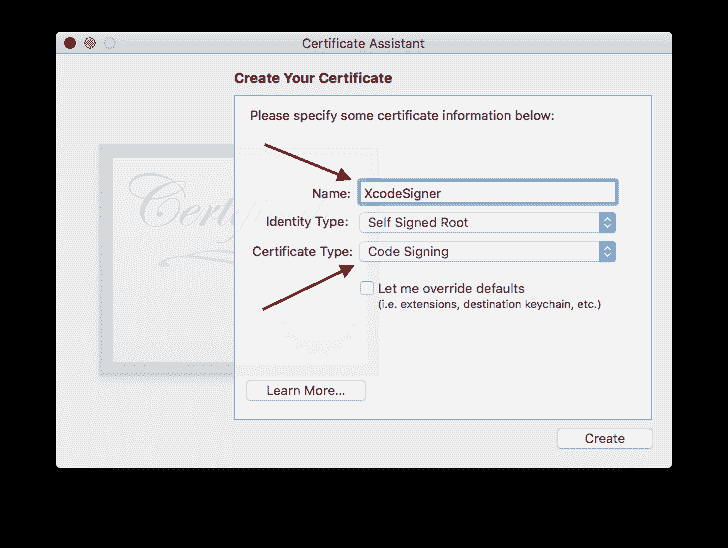 Certificate Assistant
Create Your Certificate
Please specify some certificate information below:
Name: XcodeSigner
Identity Type: Self Signed Root
Certificate Type: Code Signing
Let me override defaults
(i.e. extensions, destination keychain, etc.)
Learn More...
Create